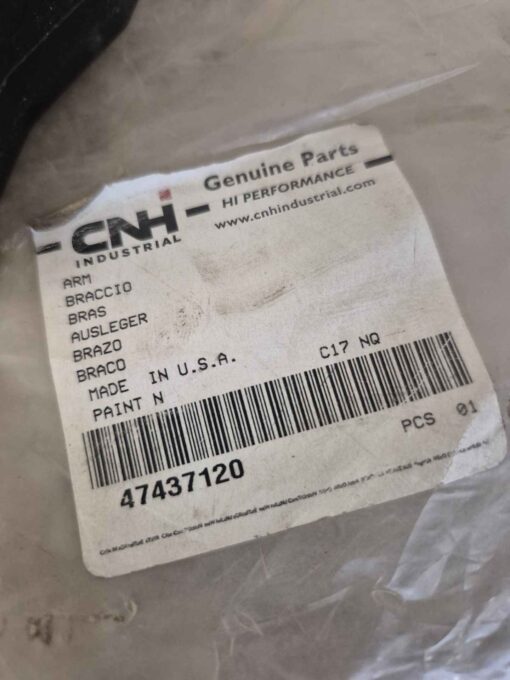 CNH
INDUSTRIAL
Genuine Parts
HI PERFORMANCE
www.cnhindustrial.com
ARM
BRACCIO
BRAS
AUSLEGER
BRAZO
BRACO
MADE IN U.S.A. C17 NQ
PAINT N
47437120 PCS 01